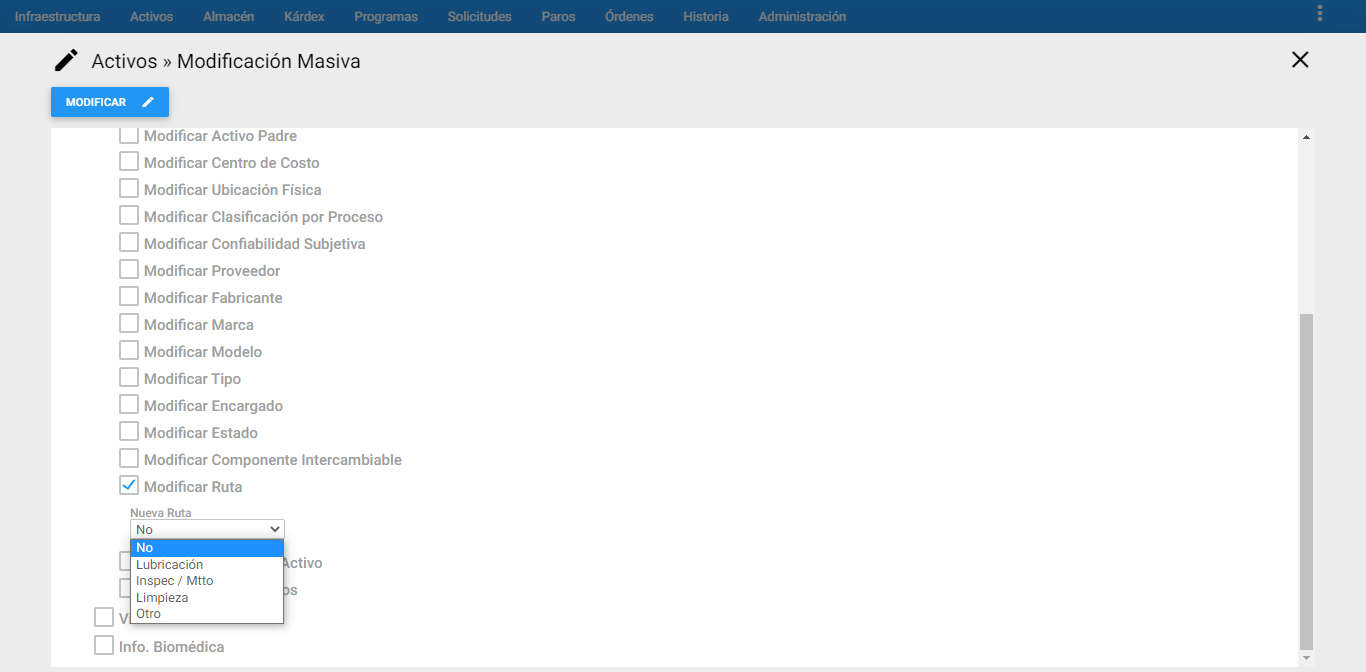 Infraestructura Activos Almacén Kárdex Programas Solicitudes Paros Órdenes Historia Administración
Activos » Modificación Masiva
MODIFICAR
Modificar Activo Padre
Modificar Centro de Costo
Modificar Ubicación Física
Modificar Clasificación por Proceso
Modificar Confiabilidad Subjetiva
Modificar Proveedor
Modificar Fabricante
Modificar Marca
Modificar Modelo
Modificar Tipo
Modificar Encargado
Modificar Estado
Modificar Componente Intercambiable
Modificar Ruta
Nueva Ruta
No
No
Lubricación
Activo
Inspec / Mtto
os
Limpieza
Otro
V
Info. Biomédica